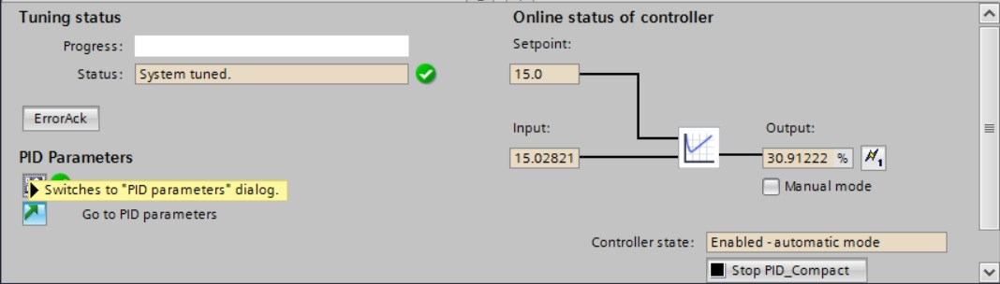 Tuning status
Progress:
Status: System tuned.
ErrorAck
PID Parameters
Switches to "PID parameters" dialog.
Go to PID parameters
Online status of controller
Setpoint:
15.0
Input: Output:
15.02821 30.91222 %
1
Manual mode
Controller state: Enabled - automatic mode
Stop PID_Compact